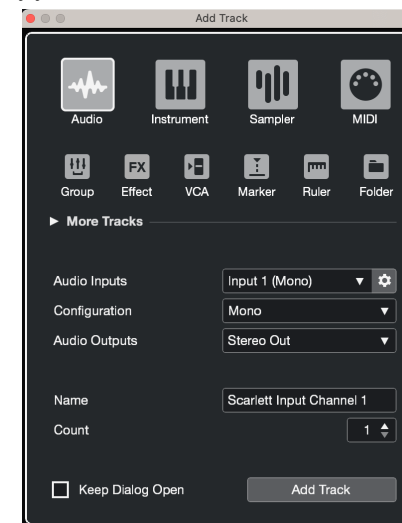 Add Track
Audio Instrument Sampler MIDI
FX
Group Effect VCA Marker Ruler Folder
▶ More Tracks
Audio Inputs Input 1 (Mono)
Configuration Mono
Audio Outputs Stereo Out
Name Scarlett Input Channel 1
Count 1
Keep Dialog Open Add Track